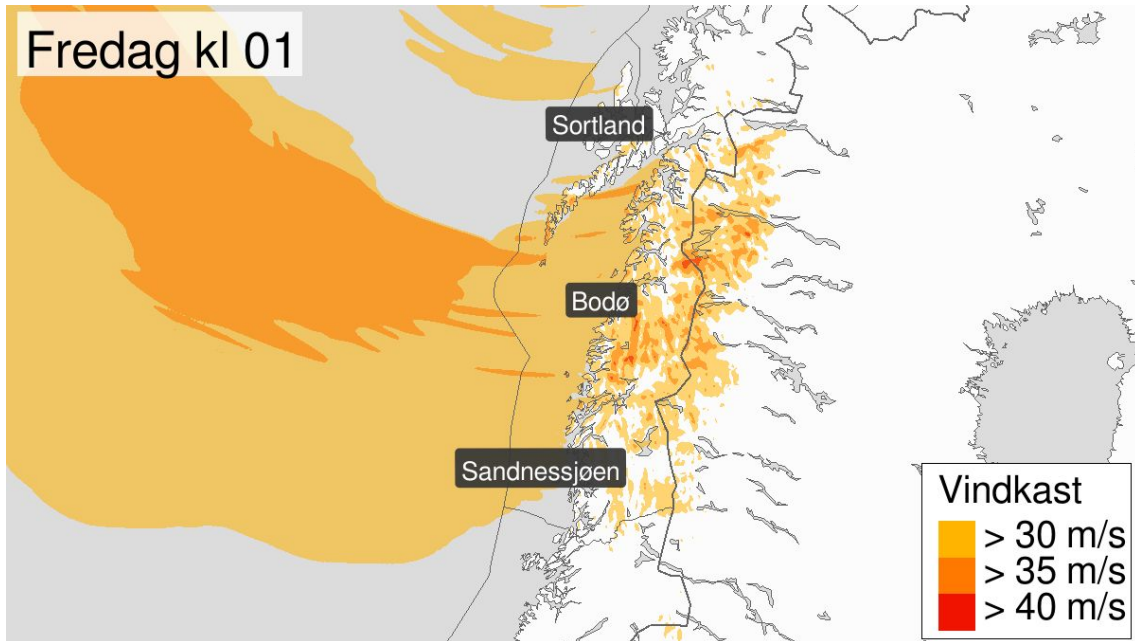 Fredag kl 01
Sortland
Bodø
Sandnessjøen
Vindkast
> 30 m/s
> 35 m/s
> 40 m/s